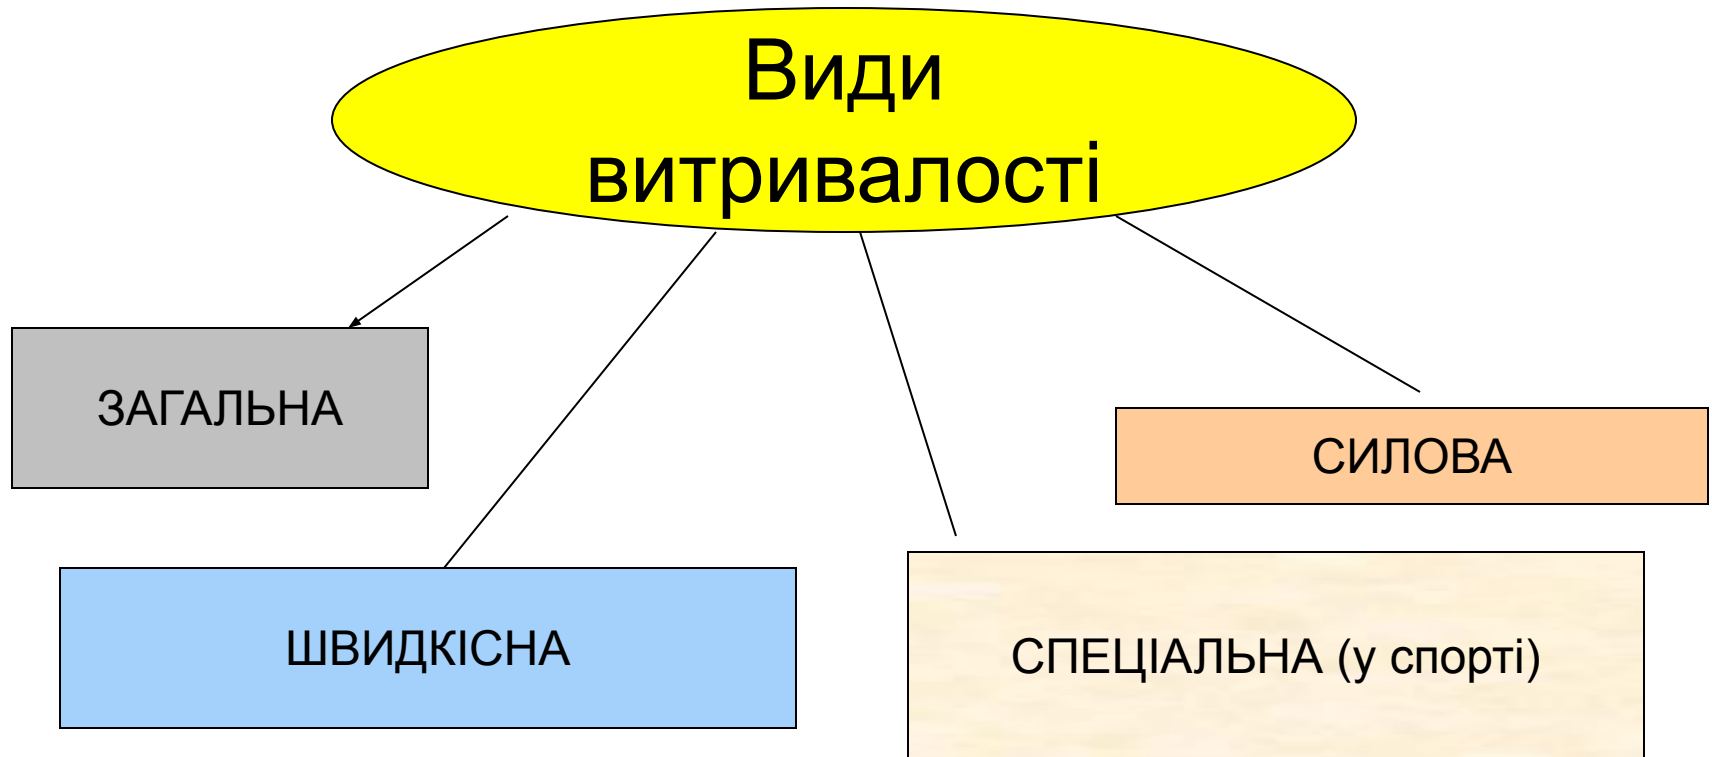 Види
витривалості
ЗАГАЛЬНА
СИЛОВА
ШВИДКІСНА
СПЕЦІАЛЬНА (у спорті)